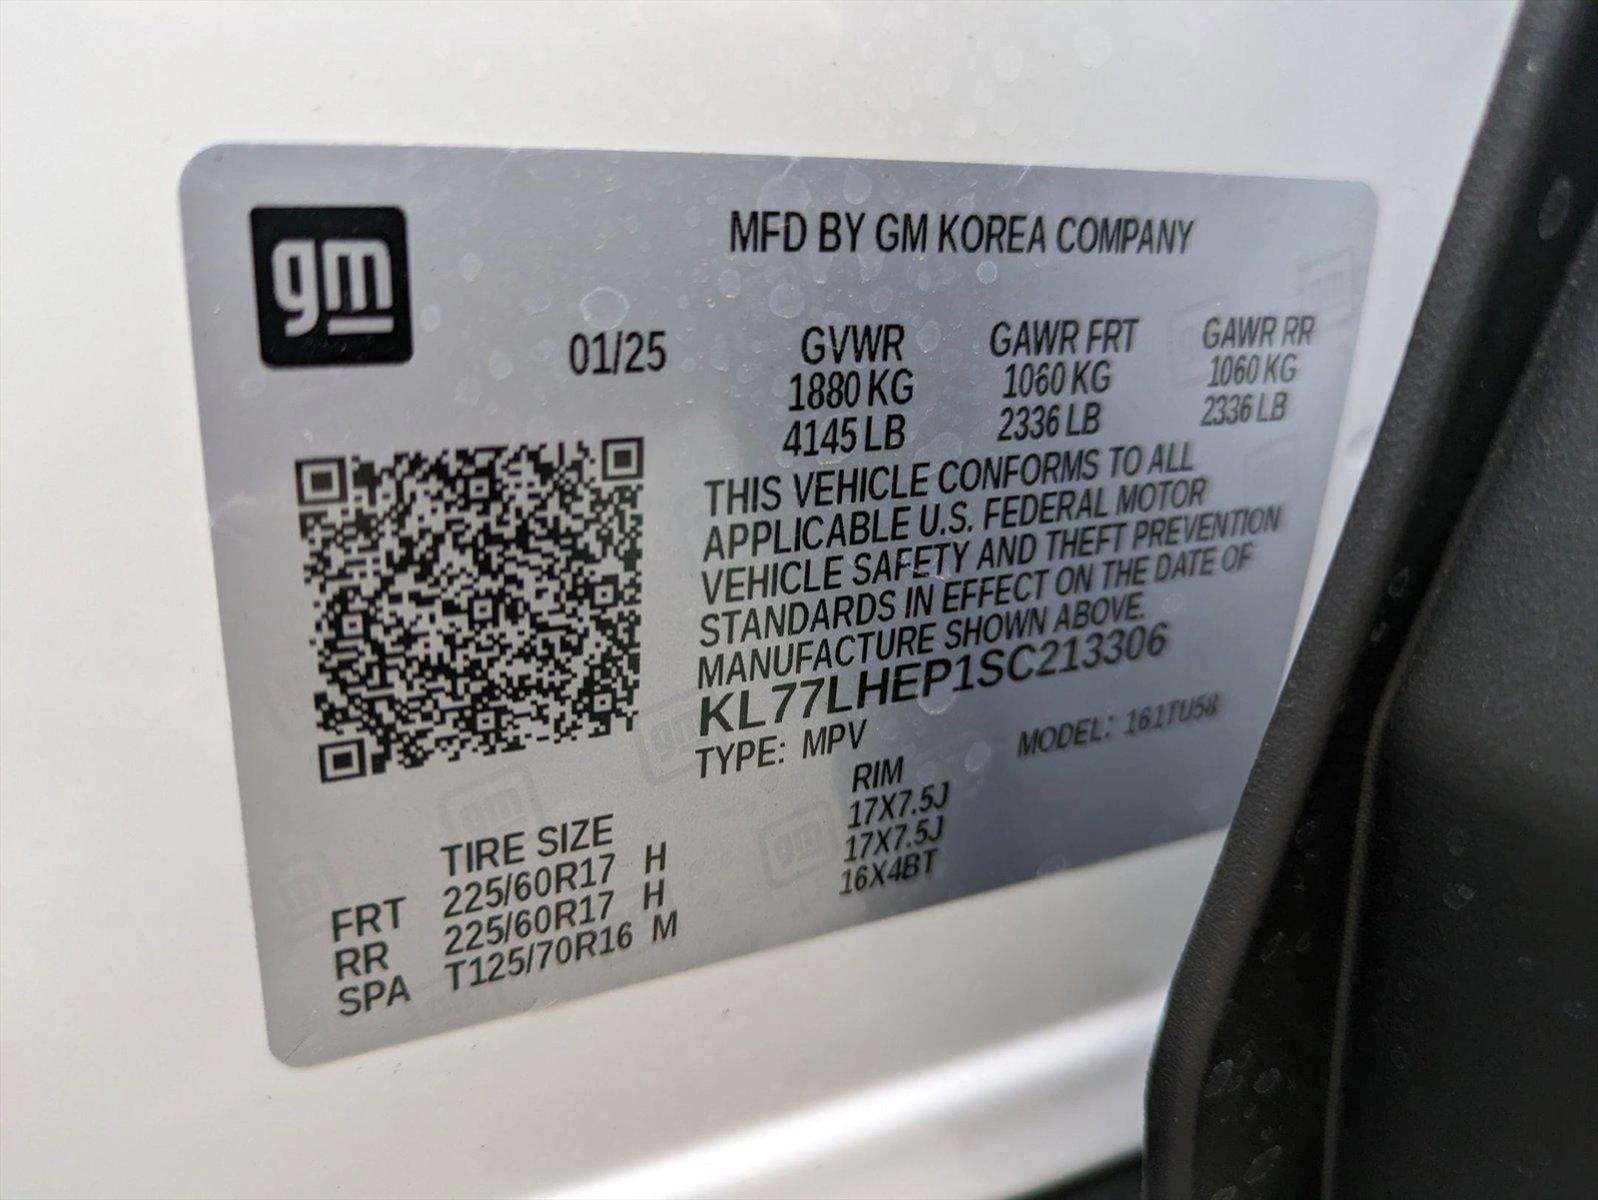 gm
MFD BY GM KOREA COMPANY
01/25
GVWR GAWR FRT GAWR RR
1880 KG 1060 KG 1060 KG
4145 LB 2336 LB 2336 LB
THIS VEHICLE CONFORMS TO ALL
APPLICABLE U.S. FEDERAL MOTOR
VEHICLE SAFETY AND THEFT PREVENTION
STANDARDS IN EFFECT ON THE DATE OF
MANUFACTURE SHOWN ABOVE.
KL77LHEP1SC213306
TYPE: MPV MODEL: 161TU58
TIRE SIZE RIM
FRT 225/60R17 H 17X7.5J
RR 225/60R17 H 17X7.5J
SPA T125/70R16 M 16X4BT